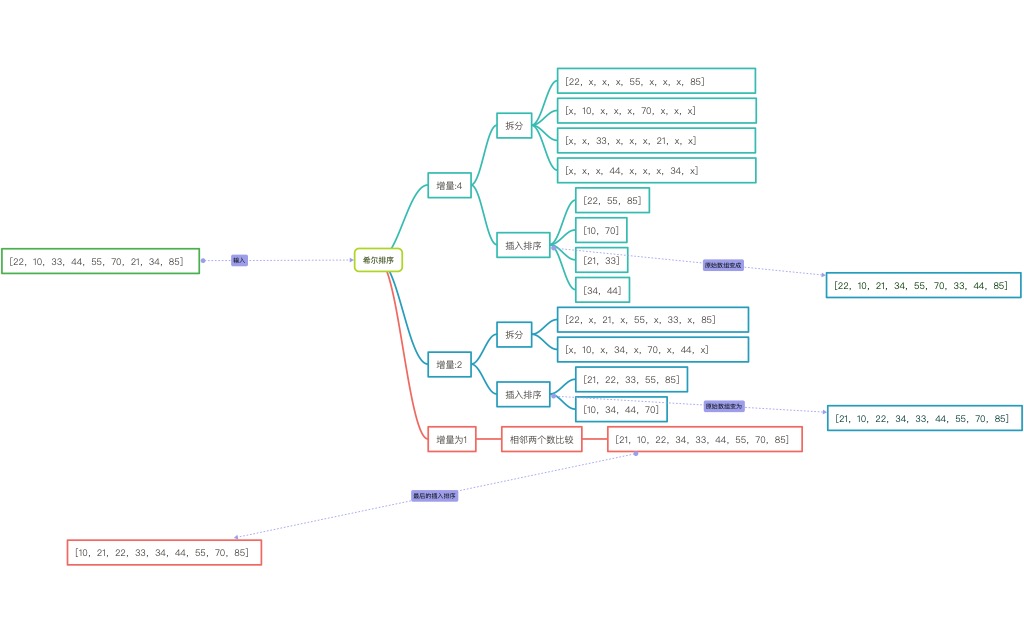 [22, x, x, x, 55, x, x, x, 85]
[x, 10, x, x, x, 70, x, x, x]
拆分
[x, x, 33, x, x, x, 21, x, x]
[x, x, x, 44, x, x, x, 34, x]
增量:4
[22, 55, 85]
[10, 70]
插入排序
[21, 33]
[34, 44]
原始数组变成
[22, 10, 21, 34, 55, 70, 33, 44, 85]
[22, 10, 33, 44, 55, 70, 21, 34, 85]
输入
希尔排序
[22, x, 21, x, 55, x, 33, x, 85]
拆分
[x, 10, x, 34, x, 70, x, 44, x]
增量:2
[21, 22, 33, 55, 85]
插入排序
[10, 34, 44, 70]
原始数组变为
[21, 10, 22, 34, 33, 44, 55, 70, 85]
增量为1
相邻两个数比较
[21, 10, 22, 34, 33, 44, 55, 70, 85]
最后的插入排序
[10, 21, 22, 33, 34, 44, 55, 70, 85]